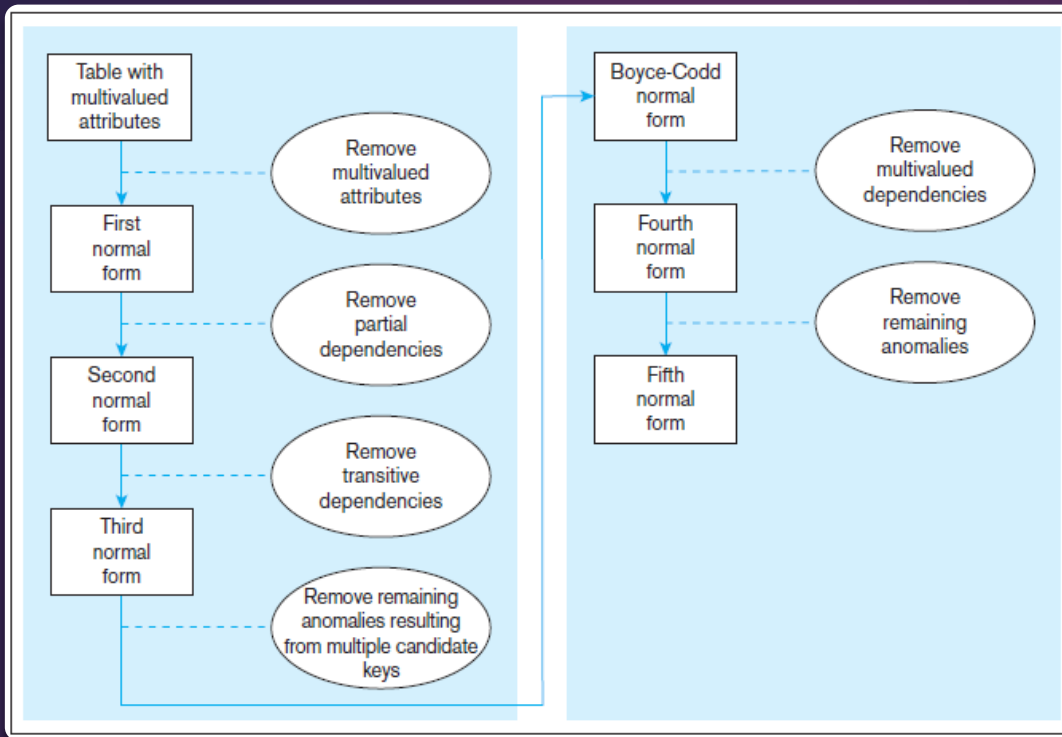 Table with
multivalued
attributes
Remove
multivalued
attributes
First
normal
form
Remove
partial
dependencies
Second
normal
form
Remove
transitive
dependencies
Third
normal
form
Remove remaining
anomalies resulting
from multiple candidate
keys
Boyce-Codd
normal
form
Remove
multivalued
dependencies
Fourth
normal
form
Remove
remaining
anomalies
Fifth
normal
form